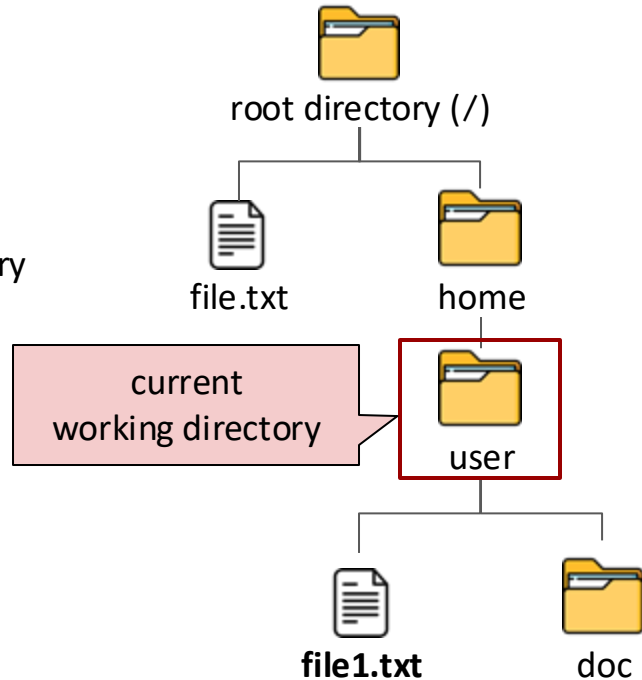 root directory (/)
ry
file.txt
home
current
working directory
user
file1.txt
doc